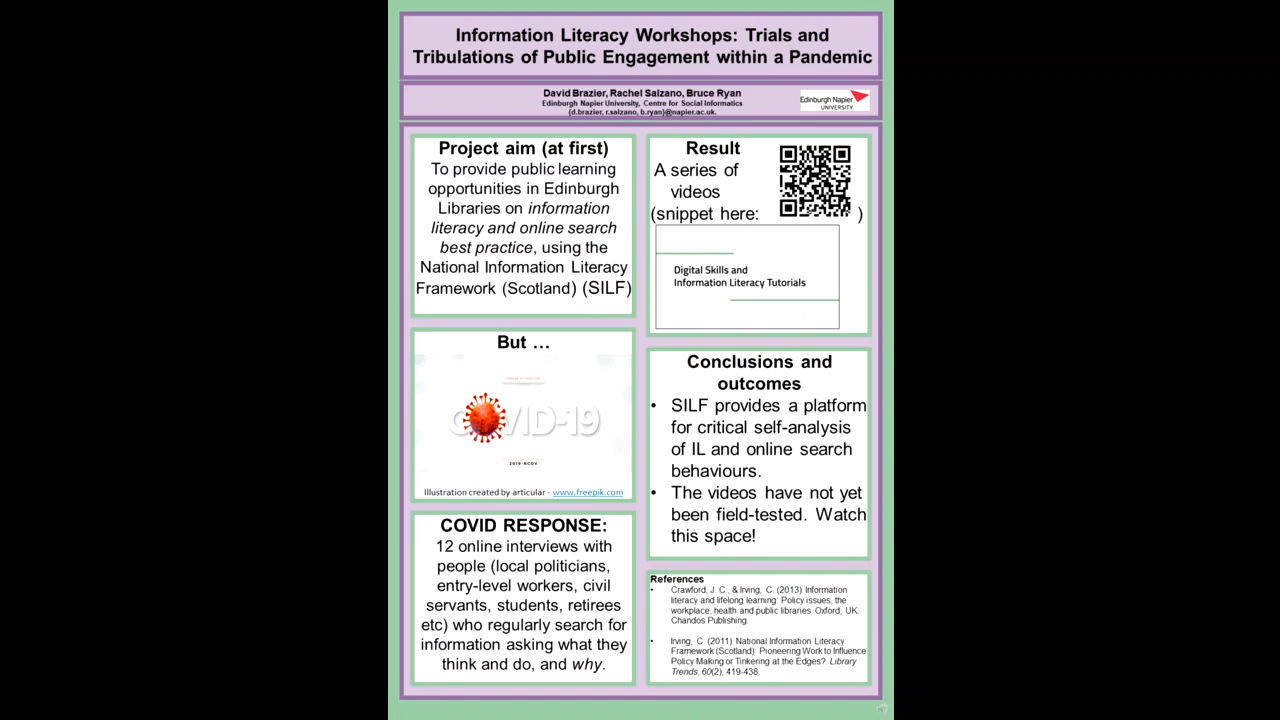 Information Literacy Workshops: Trials and
Tribulations of Public Engagement within a Pandemic
David Brazier, Rachel Salzano, Bruce Ryan
Edinburgh Napier University, Centre for Social Informatics
{d.brazier, r.salzano, b.ryan}@napier.ac.uk.
Edinburgh Napier
UNIVERSITY
Project aim (at first)
To provide public learning
opportunities in Edinburgh
Libraries on information
literacy and online search
best practice, using the
National Information Literacy
Framework (Scotland) (SILF)
But …
COVID-19
2019-NCOV
Illustration created by articular - www.freepik.com
COVID RESPONSE:
12 online interviews with
people (local politicians,
entry-level workers, civil
servants, students, retirees
etc) who regularly search for
information asking what they
think and do, and why.
Result
A series of
videos
(snippet here: )
Digital Skills and
Information Literacy Tutorials
Conclusions and
outcomes
• SILF provides a platform
for critical self-analysis
of IL and online search
behaviours.
• The videos have not yet
been field-tested. Watch
this space!
References
• Crawford, J. C., & Irving, C. (2013). Information
literacy and lifelong learning: Policy issues, the
workplace, health and public libraries. Oxford, UK:
Chandos Publishing.
• Irving, C. (2011). National Information Literacy
Framework (Scotland): Pioneering Work to Influence
Policy Making or Tinkering at the Edges? Library
Trends, 60(2), 419-438.